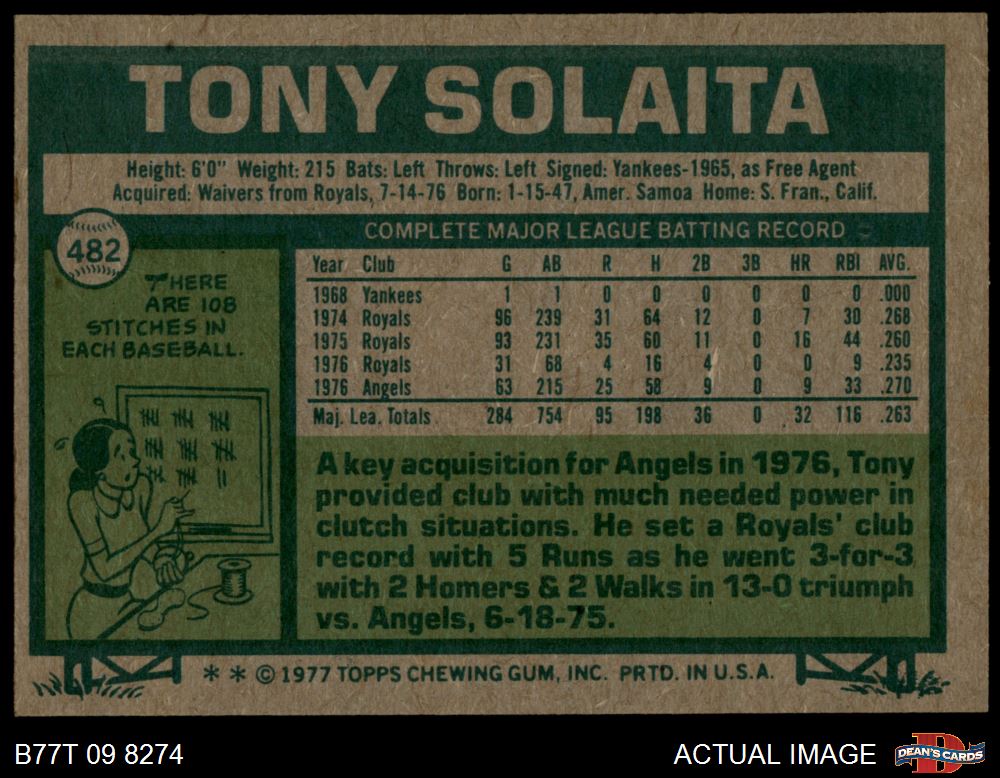 TONY SOLAITA
Height: 6'0" Weight: 215 Bats: Left Throws: Left Signed: Yankees-1965, as Free Agent
Acquired: Waivers from Royals, 7-14-76 Born: 1-15-47, Amer. Samoa Home: S. Fran., Calif.
482
THERE
ARE 108
STITCHES IN
EACH BASEBALL.
COMPLETE MAJOR LEAGUE BATTING RECORD
Year Club G AB R H 2B 3B HR RBI AVG.
1968 Yankees 1 1 0 0 0 0 0 0 .000
1974 Royals 96 239 31 64 12 0 7 30 .268
1975 Royals 93 231 35 60 11 0 16 44 .260
1976 Royals 31 68 4 16 4 0 0 9 .235
1976 Angels 63 215 25 58 9 0 9 33 .270
Maj. Lea. Totals 284 754 95 198 36 0 32 116 .263
A key acquisition for Angels in 1976, Tony
provided club with much needed power in
clutch situations. He set a Royals' club
record with 5 Runs as he went 3-for-3
with 2 Homers & 2 Walks in 13-0 triumph
vs. Angels, 6-18-75.
* * © 1977 TOPPS CHEWING GUM, INC. PRTD. IN U.S.A.
B77T 09 8274
ACTUAL IMAGE
DEAN'S CARDS